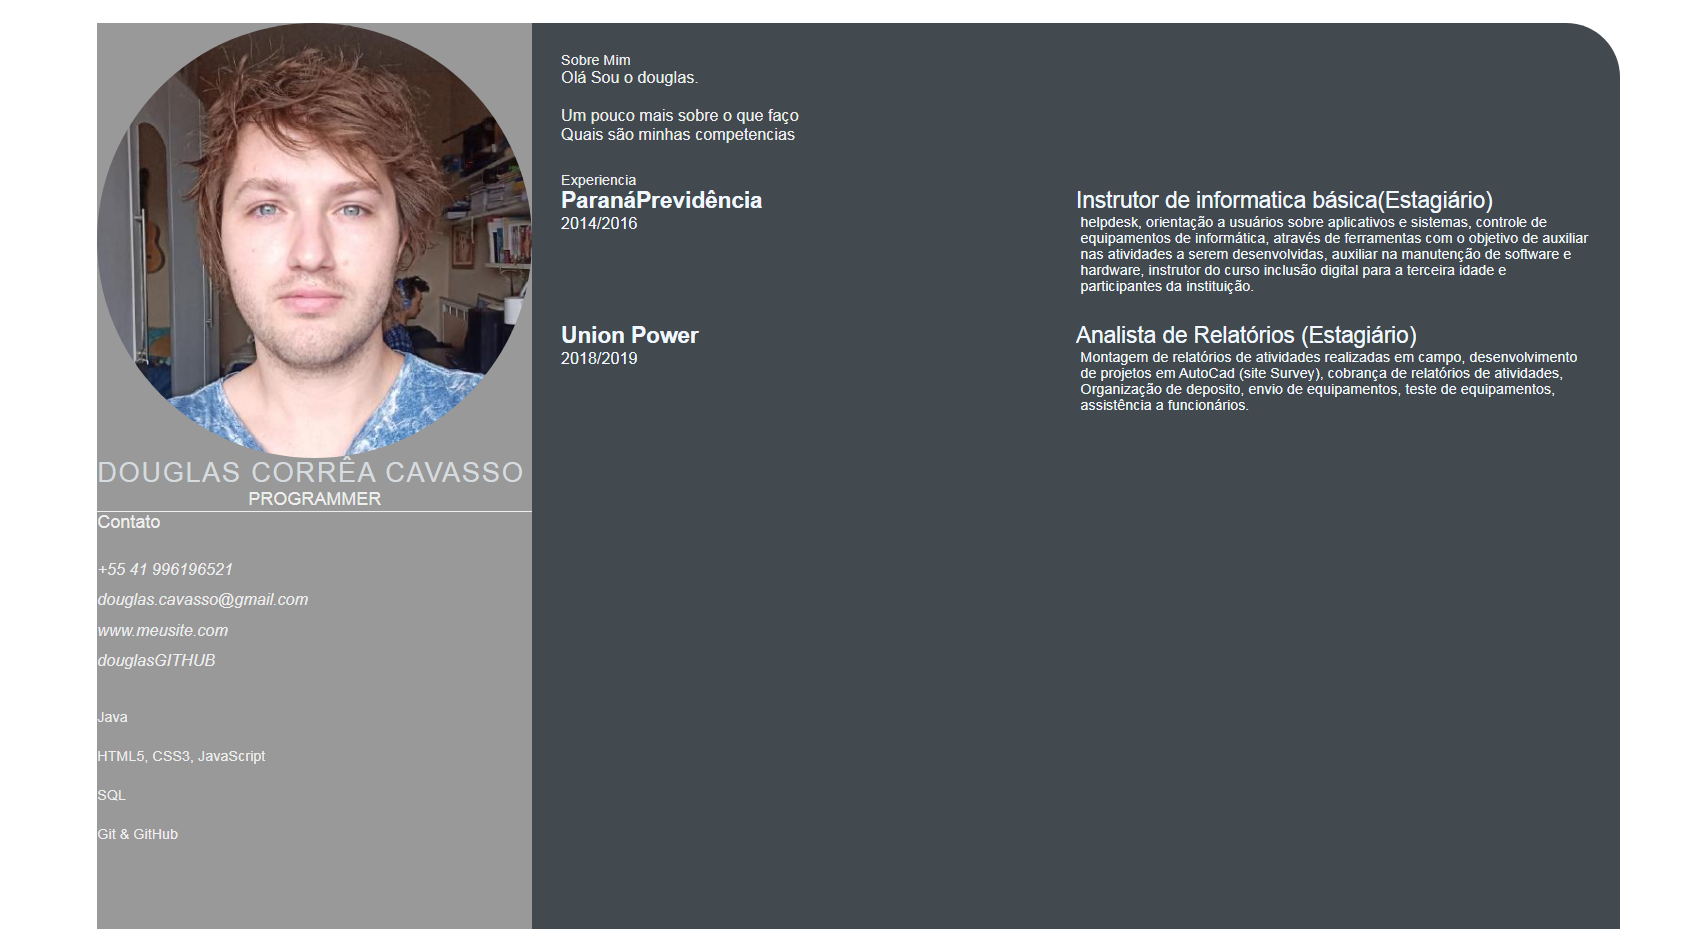 DOUGLAS CORRÊA CAVASSO
PROGRAMMER
Contato
+55 41 996196521
douglas.cavasso@gmail.com
www.meusite.com
douglasGITHUB
Java
HTML5, CSS3, JavaScript
SQL
Git & GitHub
Sobre Mim
Olá Sou o douglas.
Um pouco mais sobre o que faço
Quais são minhas competencias
Experiencia
ParanáPrevidência
2014/2016
Instrutor de informatica básica(Estagiário)
helpdesk, orientação a usuários sobre aplicativos e sistemas, controle de
equipamentos de informática, através de ferramentas com o objetivo de auxiliar
nas atividades a serem desenvolvidas, auxiliar na manutenção de software e
hardware, instrutor do curso inclusão digital para a terceira idade e
participantes da instituição.
Union Power
2018/2019
Analista de Relatórios (Estagiário)
Montagem de relatórios de atividades realizadas em campo, desenvolvimento
de projetos em AutoCad (site Survey), cobrança de relatórios de atividades,
Organização de deposito, envio de equipamentos, teste de equipamentos,
assistência a funcionários.